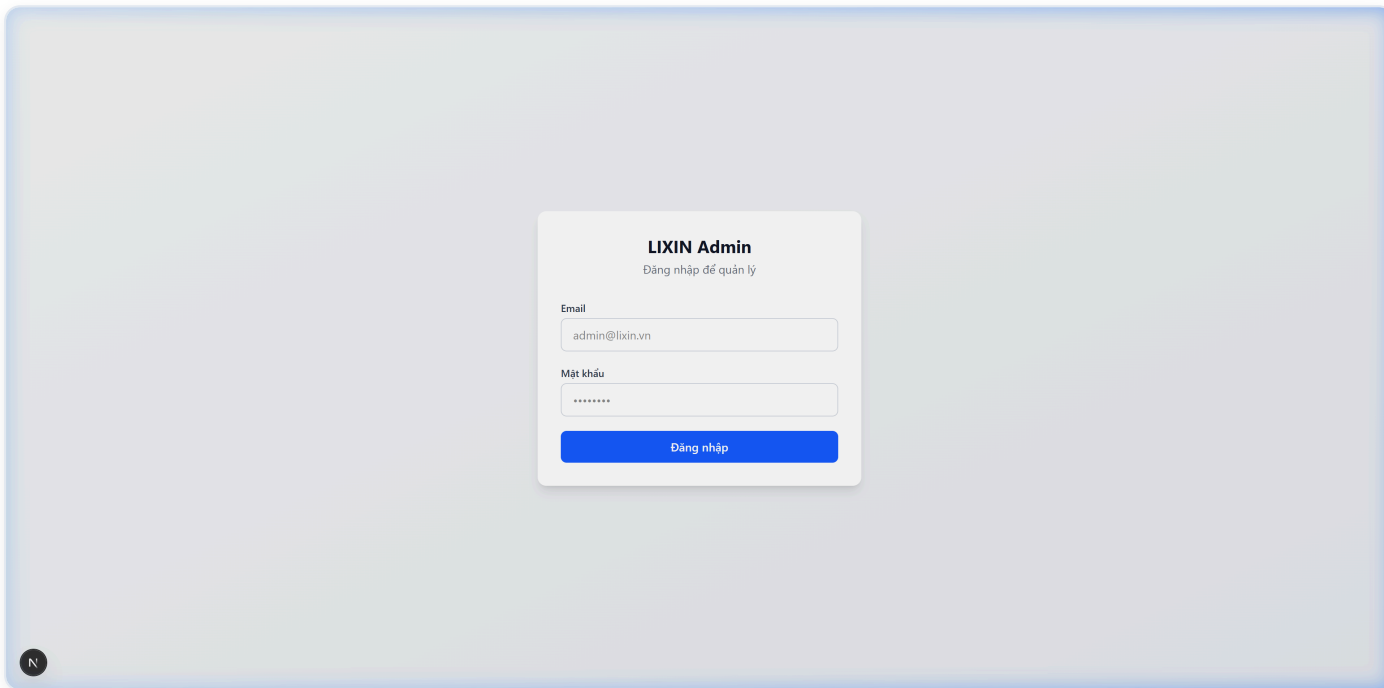 LIXIN Admin
Đăng nhập để quản lý
Email
admin@lixin.vn
Mật khẩu
••••••••
Đăng nhập
N